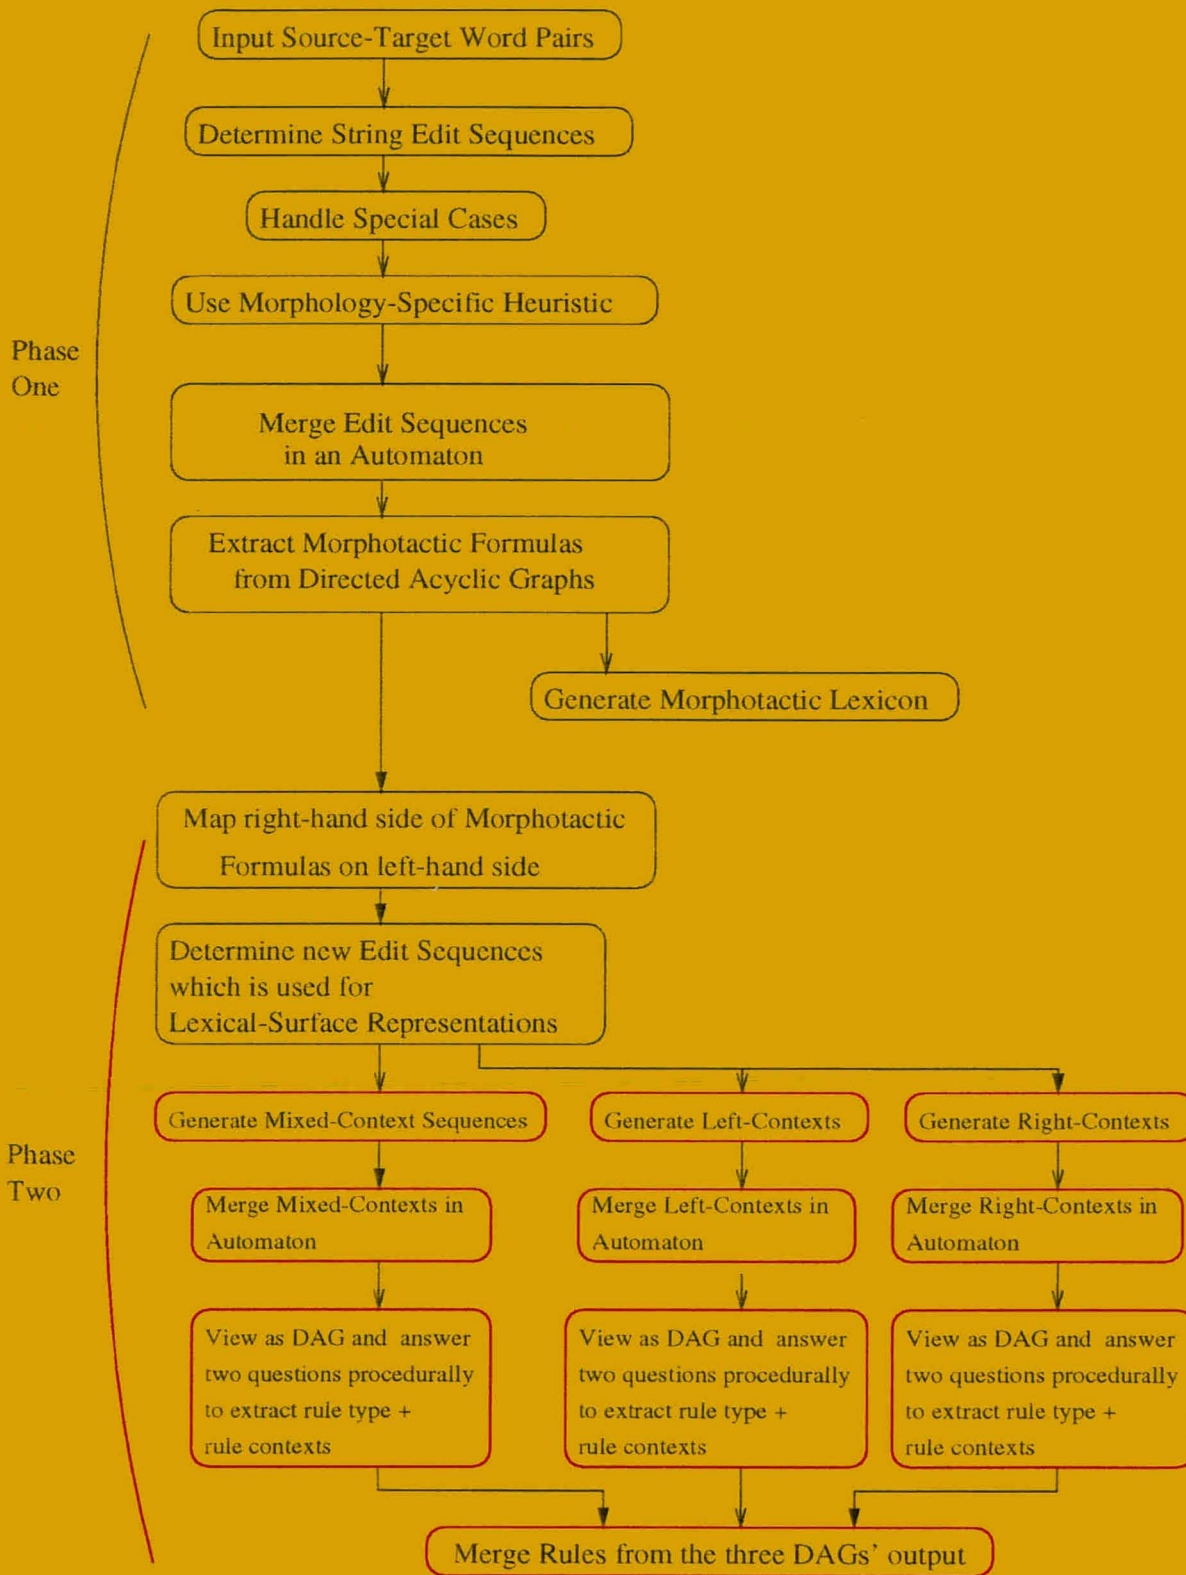 Input Source-Target Word Pairs
Determine String Edit Sequences
Handle Special Cases
Use Morphology-Specific Heuristic
Phase
One
Merge Edit Sequences
in an Automaton
Extract Morphotactic Formulas
from Directed Acyclic Graphs
Generate Morphotactic Lexicon
Map right-hand side of Morphotactic
Formulas on left-hand side
Determine new Edit Sequences
which is used for
Lexical-Surface Representations
Phase
Two
Generate Mixed-Context Sequences
Merge Mixed-Contexts in
Automaton
View as DAG and answer
two questions procedurally
to extract rule type +
rule contexts
Generate Left-Contexts
Merge Left-Contexts in
Automaton
View as DAG and answer
two questions procedurally
to extract rule type +
rule contexts
Generate Right-Contexts
Merge Right-Contexts in
Automaton
View as DAG and answer
two questions procedurally
to extract rule type +
rule contexts
Merge Rules from the three DAGs' output